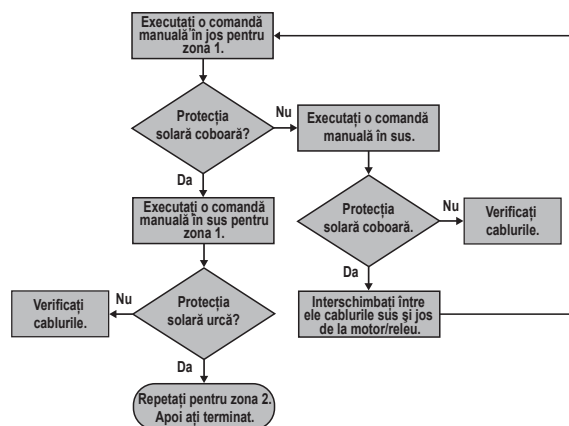 Executați o comandă
manuală în jos pentru
zona 1.
Protecția
solară coboară?
Nu
Executați o comandă
manuală în sus.
Da
Executați o comandă
manuală în sus pentru
zona 1.
Protecția
solară coboară.
Nu
Verificați
cablurile.
Da
Interschimbați între
ele cablurile sus și jos
de la motor/releu.
Protecția
solară urcă?
Nu
Verificați
cablurile.
Da
Repetați pentru zona 2.
Apoi ați terminat.